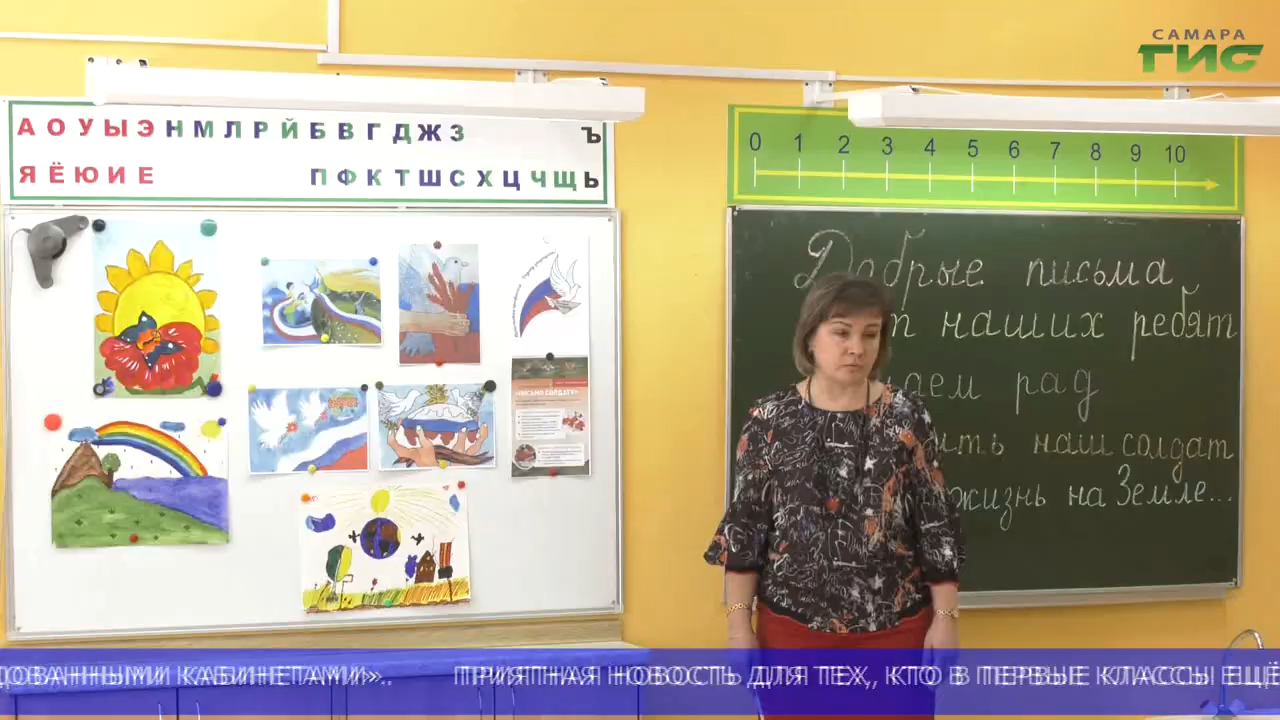 САМАРА
ГИС
А О У Ы Э Н М Л Р Й Б В Г Д Ж З Ъ
Я Ё Ю И Е П Ф К Т Ш С Х Ц Ч Щ Ь
0 1 2 3 4 5 6 7 8 9 10
Добрые письма
наших ребят
рад
наш солдат
жизнь на Земле...
ПИСЬМО СОЛДАТУ
ДОВАННЫМИ КАБИНЕТАМИ». ПРИЯТНАЯ НОВОСТЬ ДЛЯ ТЕХ, КТО В ПЕРВЫЕ КЛАССЫ ЕЩЁ